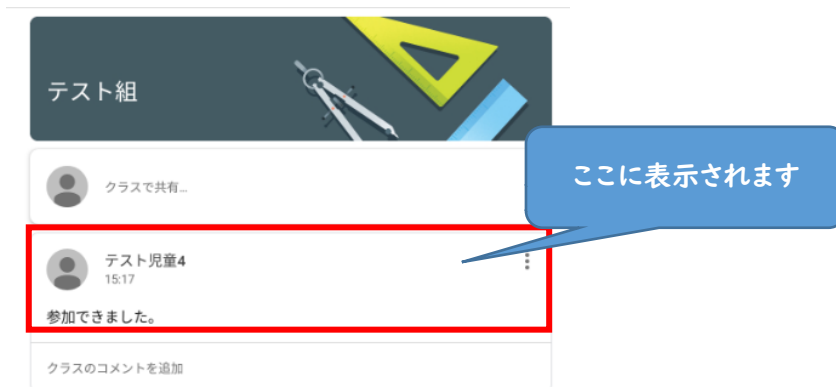 テスト組
クラスで共有…
ここに表示されます
テスト児童4
15:17
参加できました。
クラスのコメントを追加